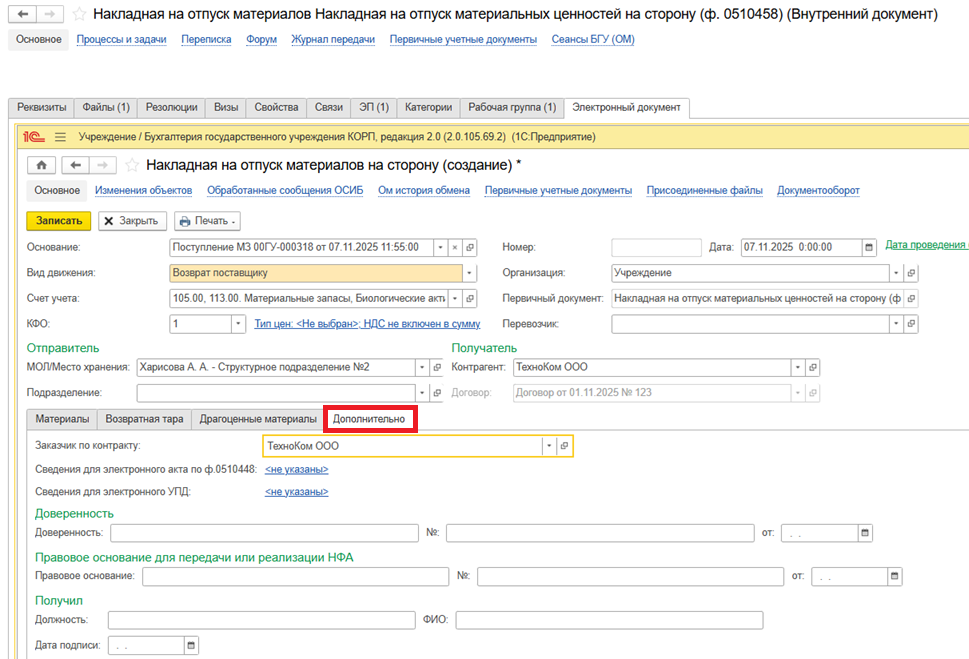 Накладная на отпуск материалов Накладная на отпуск материальных ценностей на сторону (ф. 0510458) (Внутренний документ)
Основное Процессы и задачи Переписка Форум Журнал передачи Первичные учетные документы Сеансы БГУ (ОМ)
Реквизиты Файлы (1) Резолюции Визы Свойства Связи ЭП (1) Категории Рабочая группа (1) Электронный документ
1С Учреждение / Бухгалтерия государственного учреждения КОРП, редакция 2.0 (2.0.105.69.2) (1С:Предприятие)
Накладная на отпуск материалов на сторону (создание) *
Основное Изменения объектов Обработанные сообщения ОСИБ Ом история обмена Первичные учетные документы Присоединенные файлы Документооборот
Записать Закрыть Печать
Основание: Поступление МЗ 00ГУ-000318 от 07.11.2025 11:55:00 Номер: Дата: 07.11.2025 0:00:00 Дата проведения
Вид движения: Возврат поставщику Организация: Учреждение
Счет учета: 105.00, 113.00. Материальные запасы, Биологические акти Первичный документ: Накладная на отпуск материальных ценностей на сторону (ф
КФО: 1 Тип цен: <Не выбран>; НДС не включен в сумму Перевозчик:
Отправитель Получатель
МОЛ/Место хранения: Харисова А. А. - Структурное подразделение №2 Контрагент: ТехноКом ООО
Подразделение: Договор: Договор от 01.11.2025 № 123
Материалы Возвратная тара Драгоценные материалы Дополнительно
Заказчик по контракту: ТехноКом ООО
Сведения для электронного акта по ф.0510448: <не указаны>
Сведения для электронного УПД: <не указаны>
Доверенность
Доверенность: №: от: . .
Правовое основание для передачи или реализации НФА
Правовое основание: №: от: . .
Получил
Должность: ФИО:
Дата подписи: . .